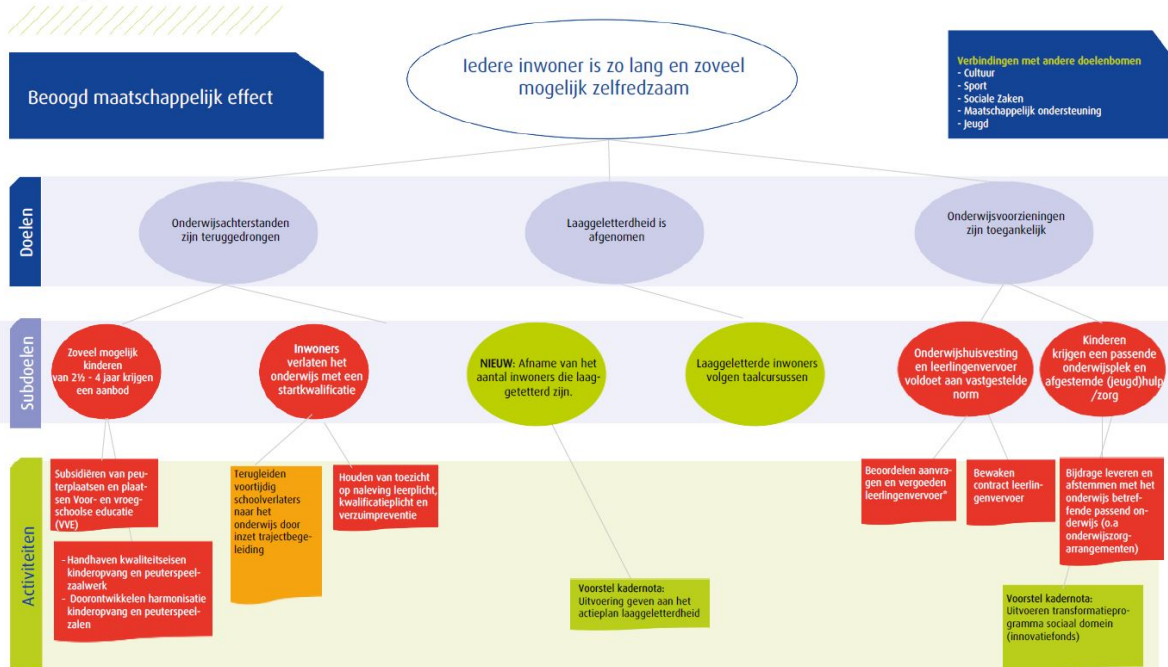 Beoogd maatschappelijk effect
Iedere inwoner is zo lang en zoveel
mogelijk zelfredzaam
Verbindingen met andere doelenbomen
- Cultuur
- Sport
- Sociale Zaken
- Maatschappelijk ondersteuning
- Jeugd
Doelen
Onderwijsachterstanden
zijn teruggedrongen
Laaggeletterdheid is
afgenomen
Onderwijsvoorzieningen
zijn toegankelijk
Subdoelen
Zoveel mogelijk
kinderen
van 2½ - 4 jaar krijgen
een aanbod
Inwoners
verlaten het
onderwijs met een
startkwalificatie
NIEUW: Afname van het
aantal inwoners die laag-
getetterd zijn.
Laaggeletterde inwoners
volgen taalcursussen
Onderwijshuisvesting
en leerlingenvervoer
voldoet aan vastgestelde
norm
Kinderen
krijgen een passende
onderwijsplek en
afgestemde (jeugd)hulp
/zorg
Activiteiten
Subsidiëren van peu-
terplaatsen en plaat-
sen Voor- en vroeg-
schoolse educatie
(VVE)
- Handhaven kwaliteitseisen
kinderopvang en peuterspeel-
zaalwerk
- Doorontwikkelen harmonisatie
kinderopvang en peuterspeel-
zalen
Terugleiden
voortijdig
schoolverlaters
naar het
onderwijs door
inzet trajectbege-
leiding
Houden van toezicht
op naleving leerplicht,
kwalificatieplicht en
verzuimpreventie
Voorstel kadernota:
Uitvoering geven aan het
actieplan laaggeletterdheid
Beoordelen aanvra-
gen en vergoeden
leerlingenvervoer*
Bewaken
contract leerlin-
genvervoer
Bijdrage leveren en
afstemmen met het
onderwijs betref-
fende passend on-
derwijs (o.a
onderwijszorg-
arrangementen)
Voorstel kadernota:
Uitvoeren transformatiepro-
gramma sociaal domein
(innovatiefonds)